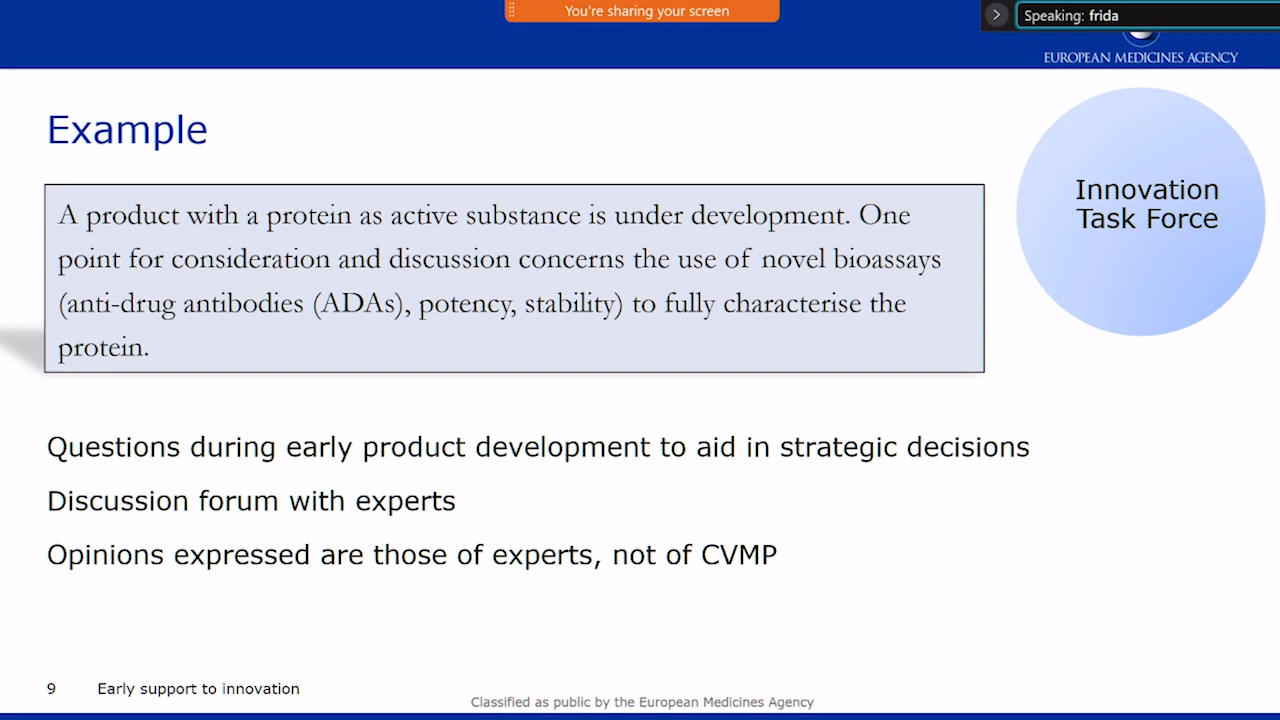 You're sharing your screen
Speaking: frida
EUROPEAN MEDICINES AGENCY
Example
Innovation
Task Force
A product with a protein as active substance is under development. One
point for consideration and discussion concerns the use of novel bioassays
(anti-drug antibodies (ADAs), potency, stability) to fully characterise the
protein.
Questions during early product development to aid in strategic decisions
Discussion forum with experts
Opinions expressed are those of experts, not of CVMP
9 Early support to innovation
Classified as public by the European Medicines Agency